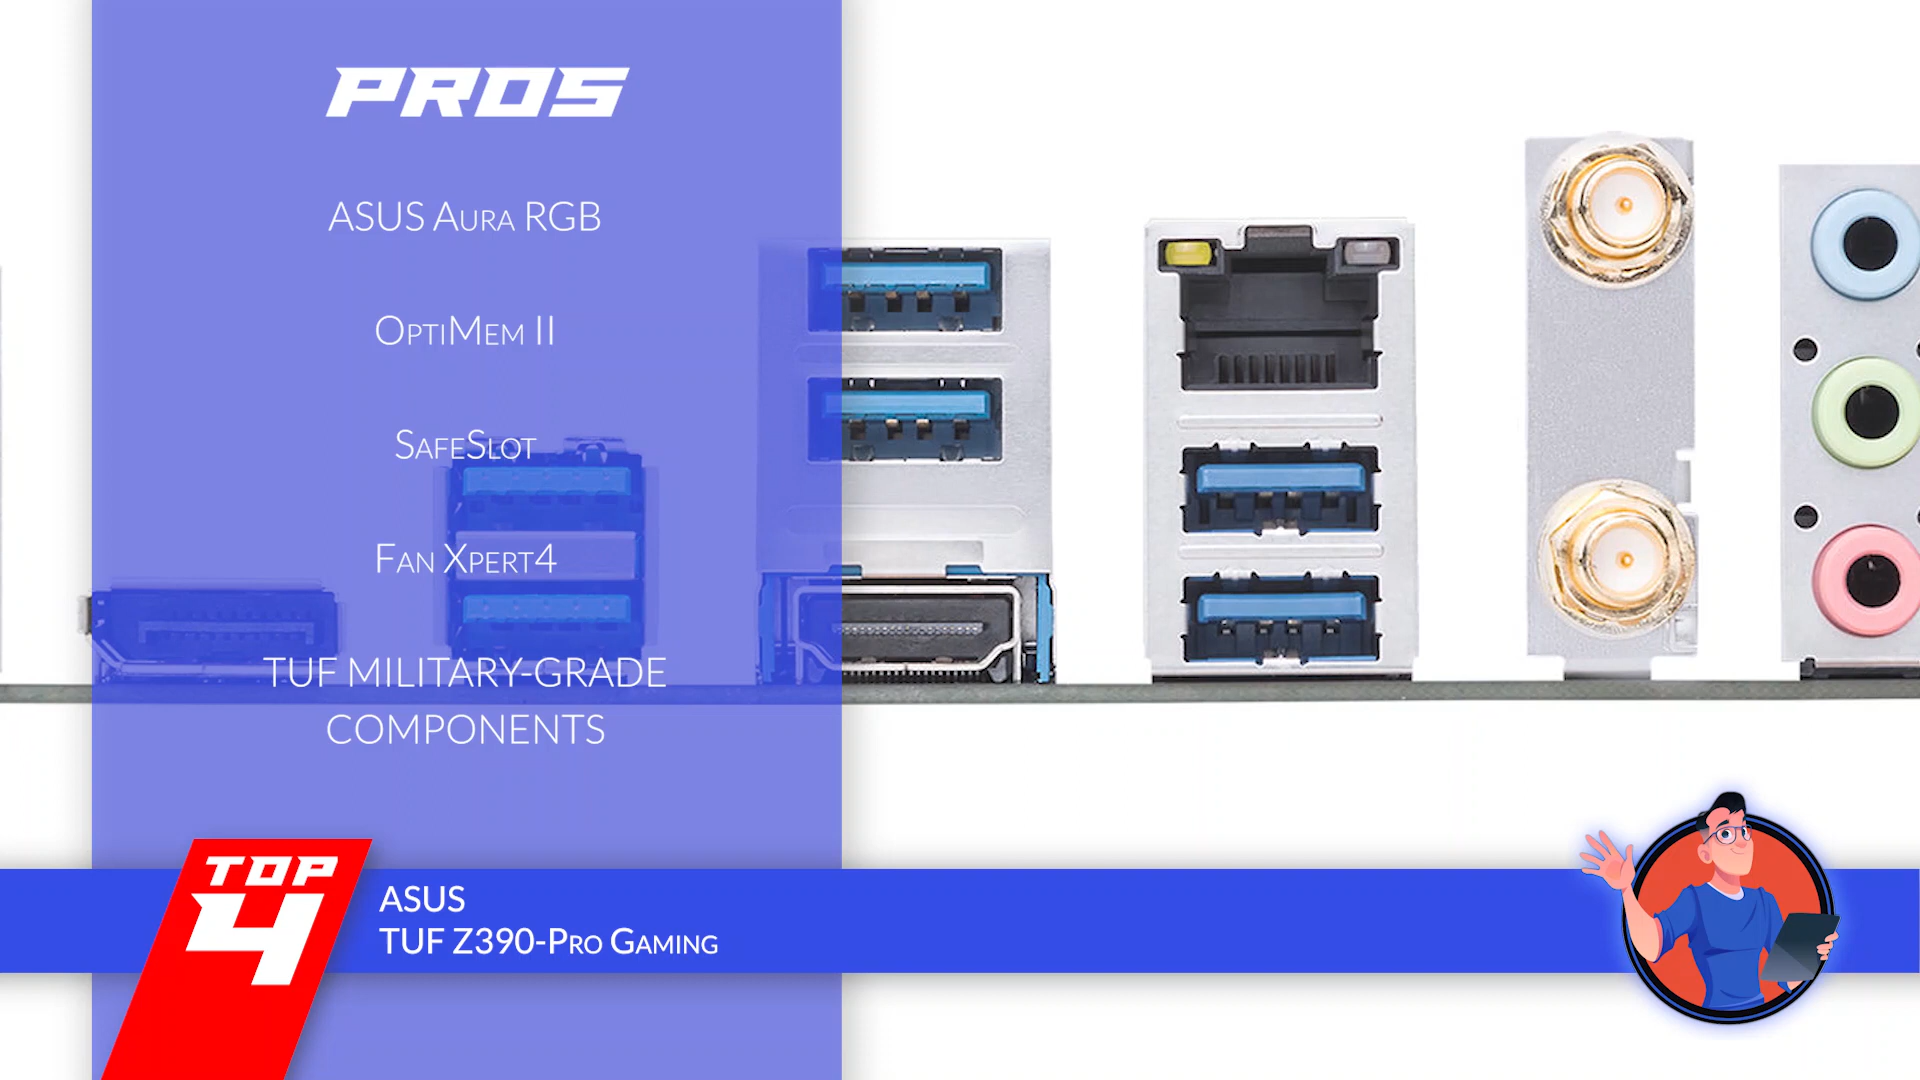 PROS
ASUS Aura RGB
OptiMem II
SafeSlot
Fan Xpert4
TUF MILITARY-GRADE
COMPONENTS
TOP
4
ASUS
TUF Z390-Pro Gaming